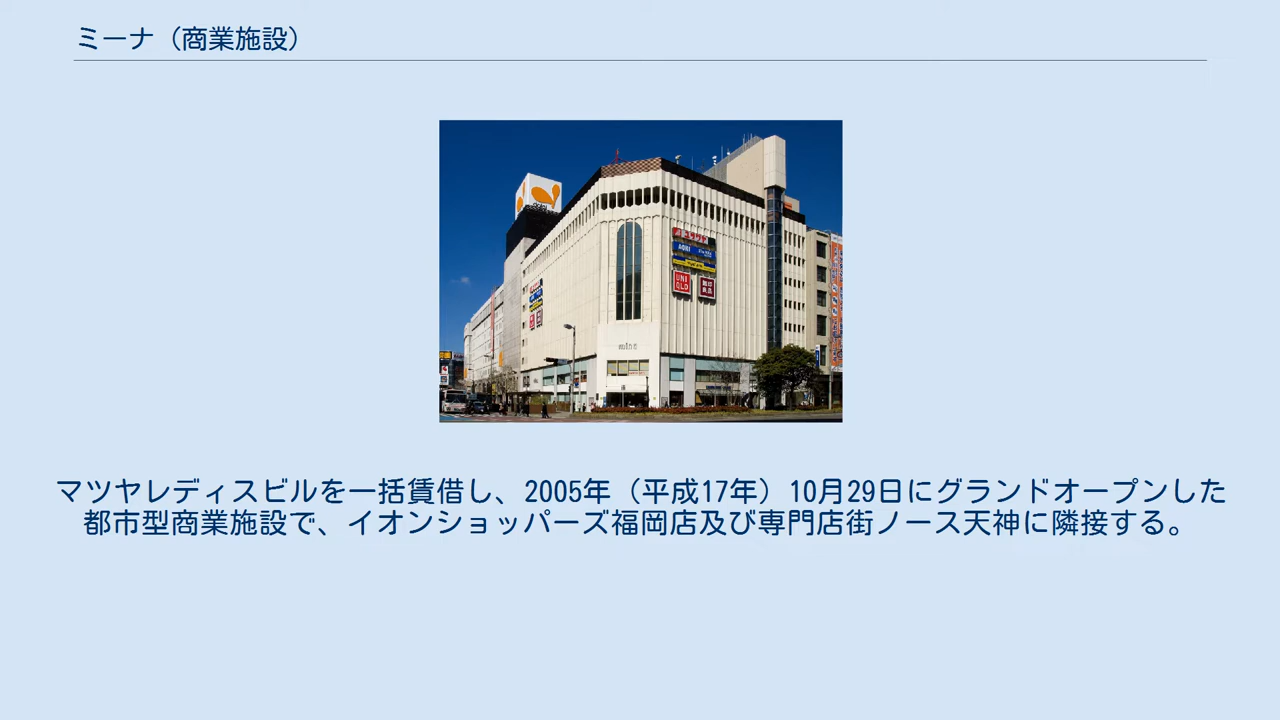 ミーナ（商業施設）
UNI
QLO
マツヤレディスビルを一括賃借し、2005年（平成17年）10月29日にグランドオープンした
都市型商業施設で、イオンショッパーズ福岡店及び専門店街ノース天神に隣接する。